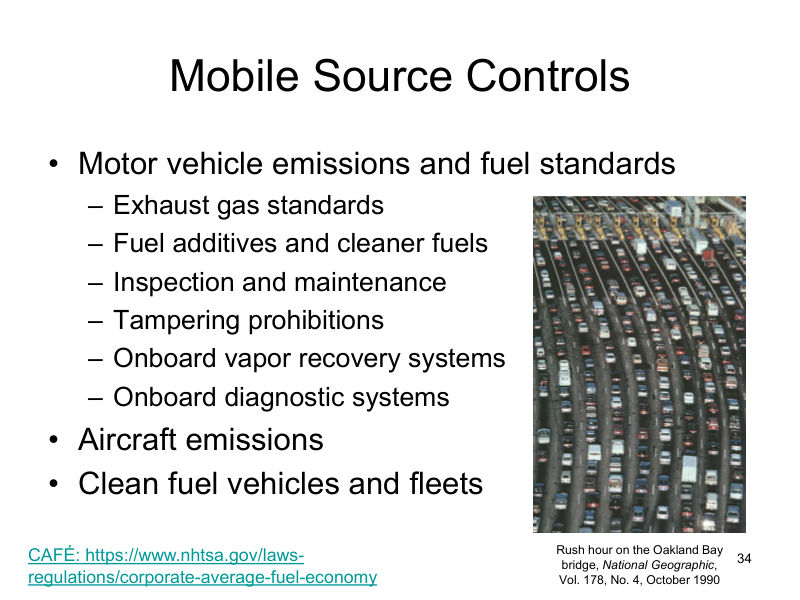 Mobile Source Controls
• Motor vehicle emissions and fuel standards
– Exhaust gas standards
– Fuel additives and cleaner fuels
– Inspection and maintenance
– Tampering prohibitions
– Onboard vapor recovery systems
– Onboard diagnostic systems
• Aircraft emissions
• Clean fuel vehicles and fleets
CAFÉ: https://www.nhtsa.gov/laws-
regulations/corporate-average-fuel-economy
Rush hour on the Oakland Bay
bridge, National Geographic,
Vol. 178, No. 4, October 1990
34